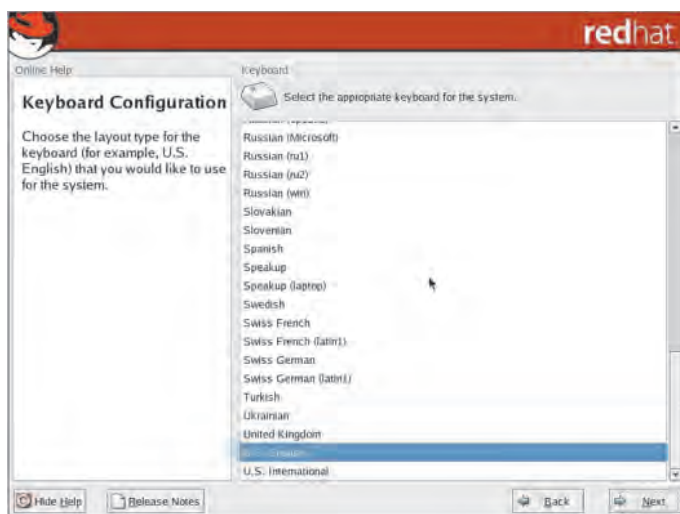 redhat
Online Help
Keyboard Configuration
Choose the layout type for the
keyboard (for example, U.S.
English) that you would like to use
for the system.
Keyboard
Select the appropriate keyboard for the system.
Russian (Microsoft)
Russian (ru1)
Russian (ru2)
Russian (win)
Slovakian
Slovenian
Spanish
Speakup
Speakup (laptop)
Swedish
Swiss French
Swiss French (latin1)
Swiss German
Swiss German (latin1)
Turkish
Ukrainian
United Kingdom
U.S. International
Hide Help
Release Notes
Back
Next